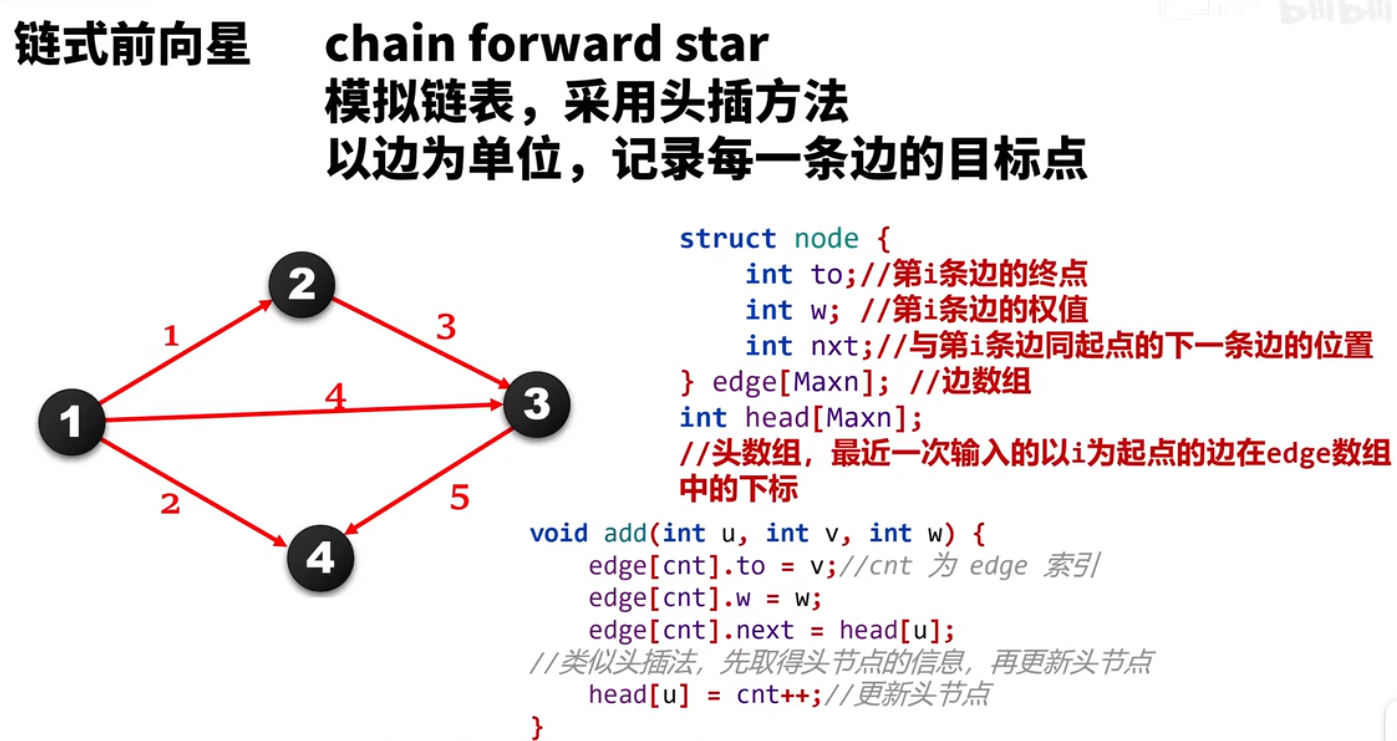 链式前向星
chain forward star
模拟链表，采用头插方法
以边为单位，记录每一条边的目标点
struct node {
int to;//第i条边的终点
int w; //第i条边的权值
int nxt;//与第i条边同起点的下一条边的位置
} edge[Maxn]; //边数组
int head[Maxn];
//头数组，最近一次输入的以i为起点的边在edge数组
中的下标
2
1
3
4
1
3
2
5
4
void add(int u, int v, int w) {
edge[cnt].to = v;//cnt 为 edge 索引
edge[cnt].w = w;
edge[cnt].next = head[u];
//类似头插法，先取得头节点的信息，再更新头节点
head[u] = cnt++;//更新头节点
}
bilibili